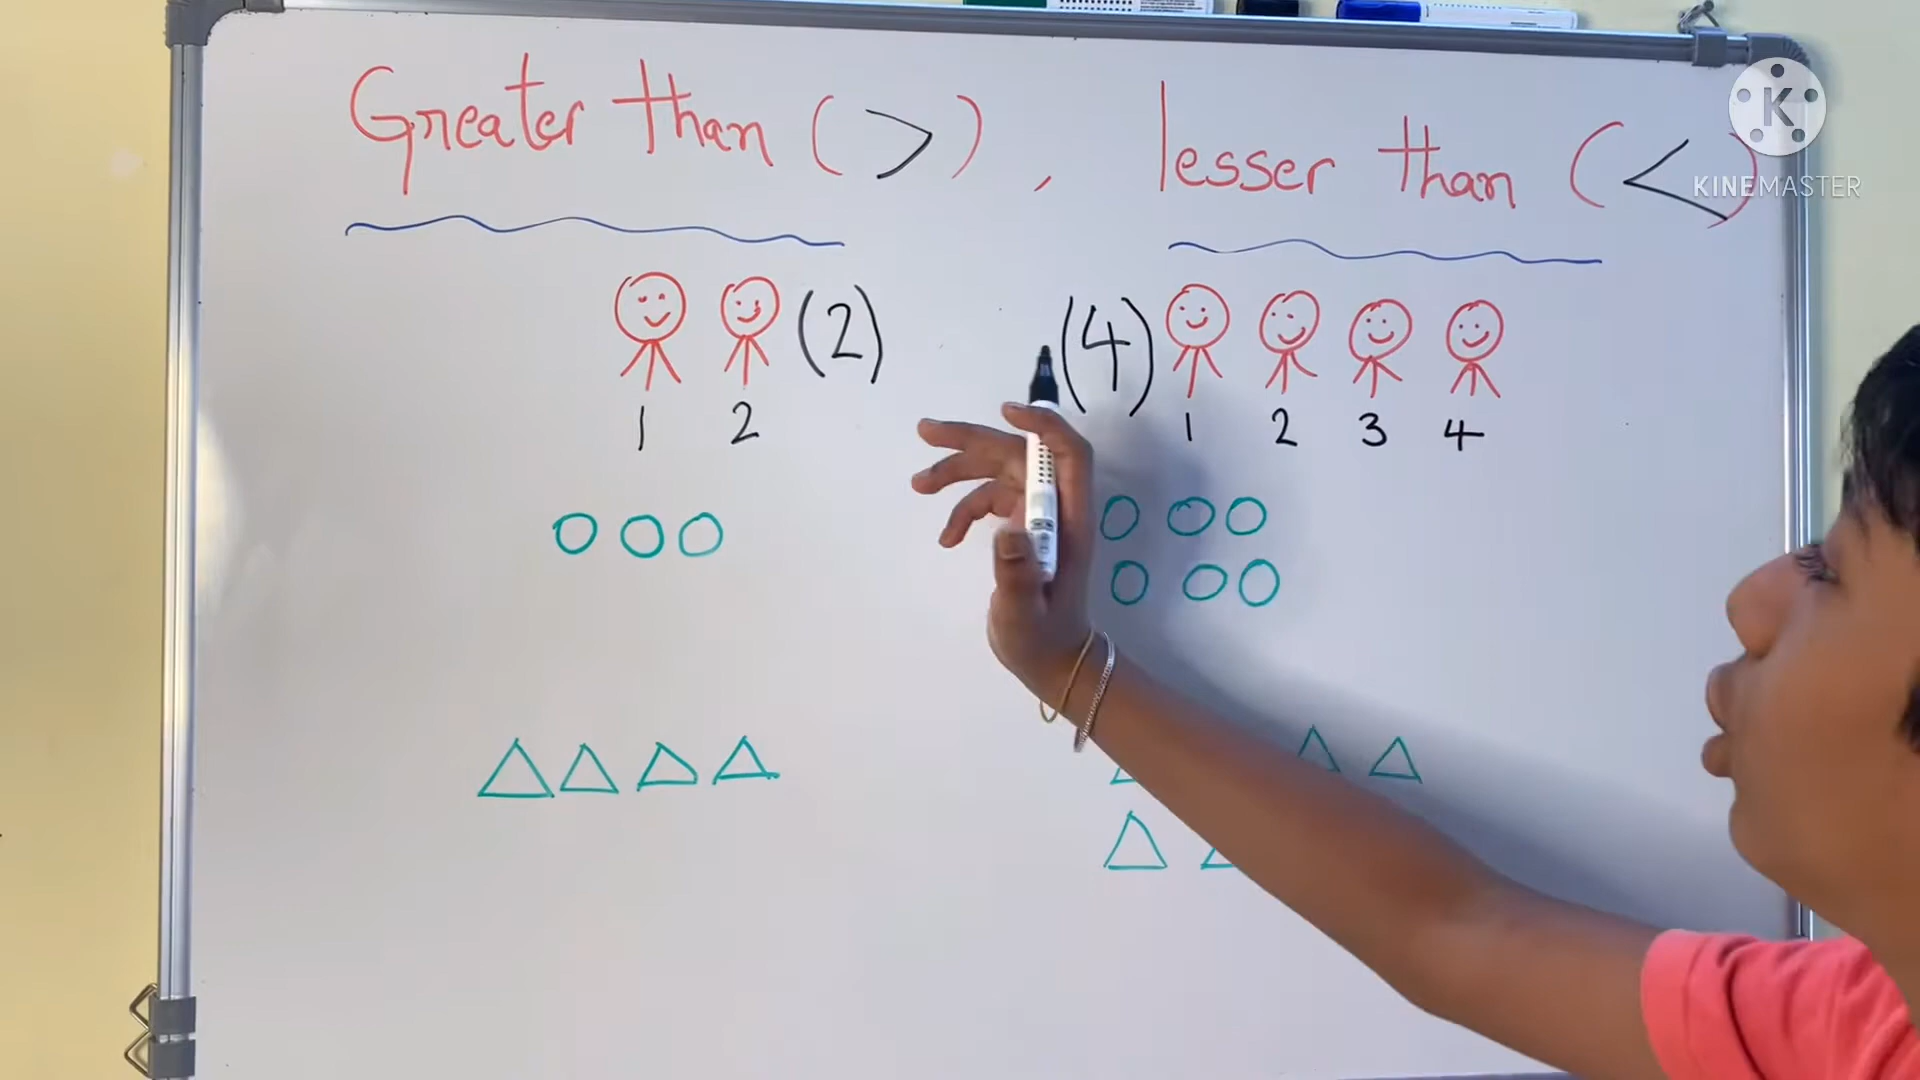 Greater than (>), lesser than (<)
K
KINEMASTER
(2) (4)
1 2 1 2 3 4